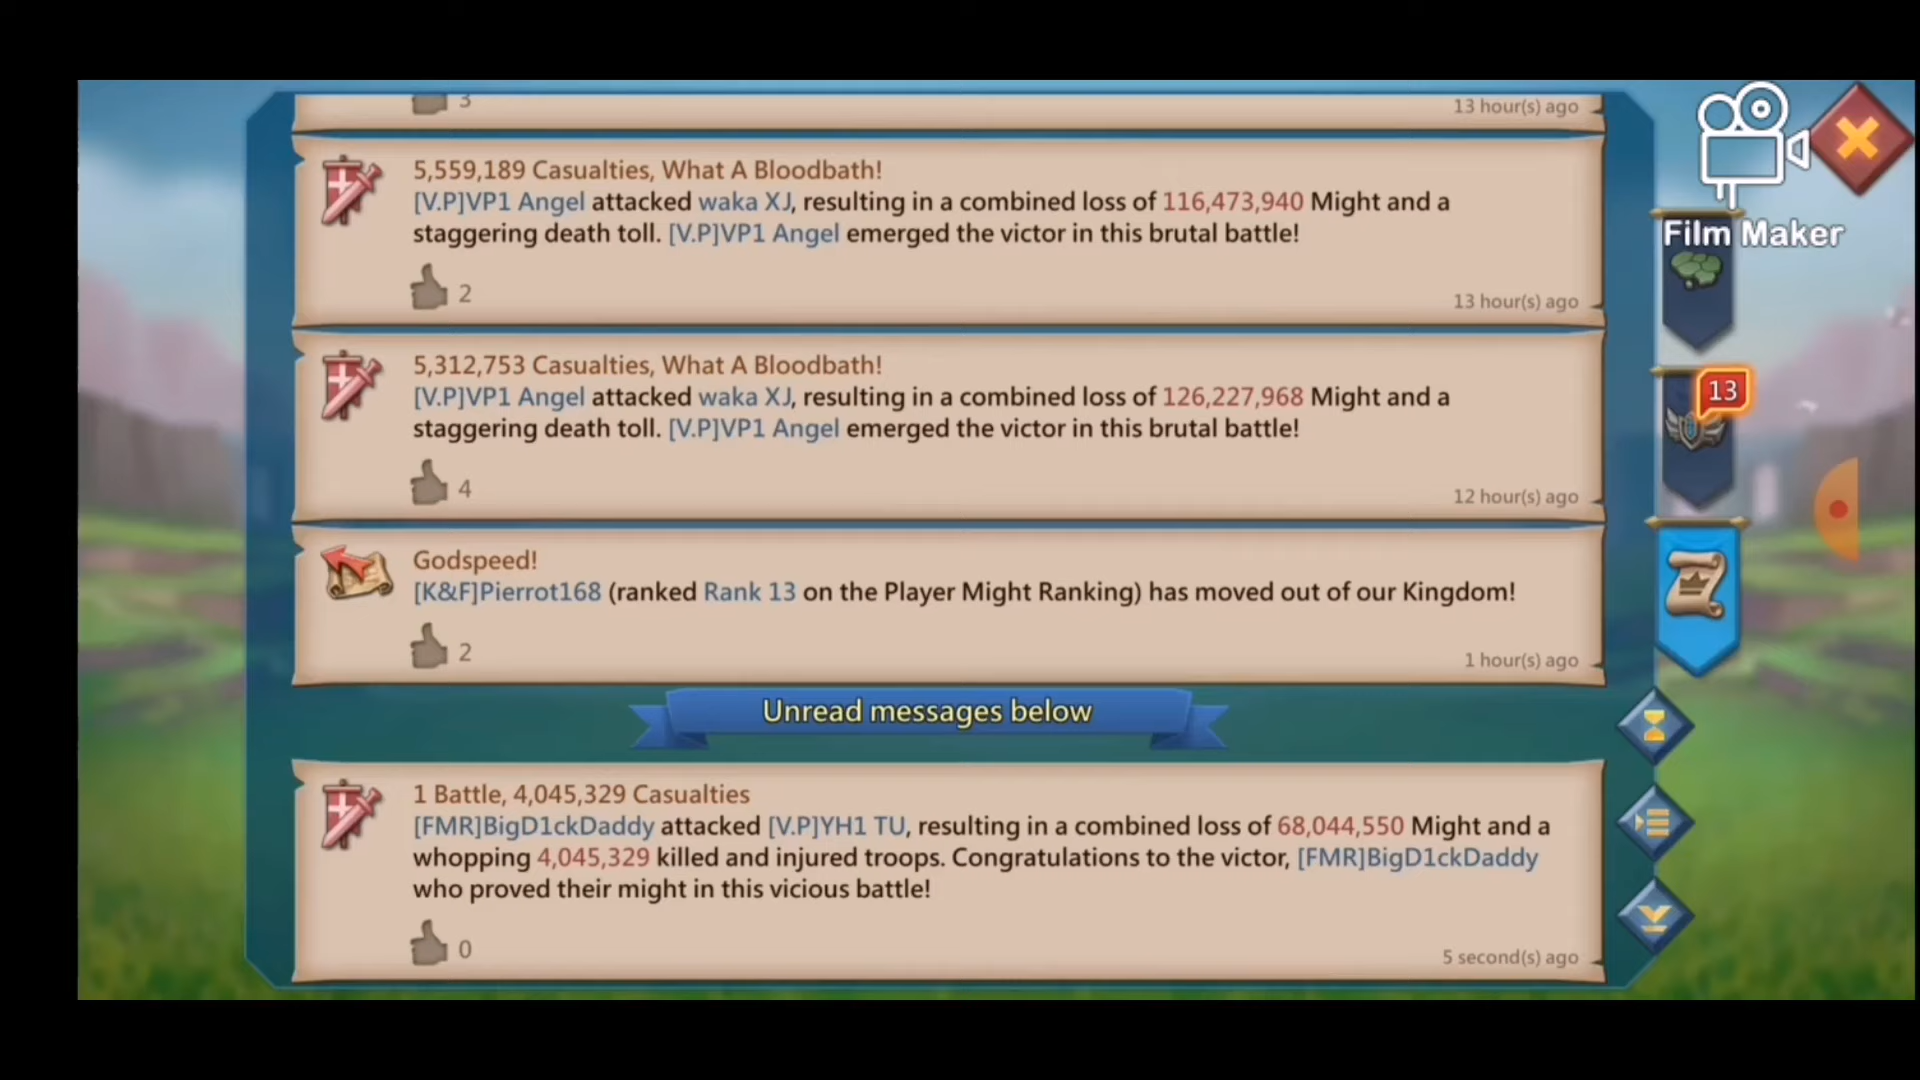 3
13 hour(s) ago
5,559,189 Casualties, What A Bloodbath!
[V.P]VP1 Angel attacked waka XJ, resulting in a combined loss of 116,473,940 Might and a
staggering death toll. [V.P]VP1 Angel emerged the victor in this brutal battle!
2
13 hour(s) ago
5,312,753 Casualties, What A Bloodbath!
[V.P]VP1 Angel attacked waka XJ, resulting in a combined loss of 126,227,968 Might and a
staggering death toll. [V.P]VP1 Angel emerged the victor in this brutal battle!
4
12 hour(s) ago
Godspeed!
[K&F]Pierrot168 (ranked Rank 13 on the Player Might Ranking) has moved out of our Kingdom!
2
1 hour(s) ago
Unread messages below
1 Battle, 4,045,329 Casualties
[FMR]BigD1ckDaddy attacked [V.P]YH1 TU, resulting in a combined loss of 68,044,550 Might and a
whopping 4,045,329 killed and injured troops. Congratulations to the victor, [FMR]BigD1ckDaddy
who proved their might in this vicious battle!
0
5 second(s) ago
Film Maker
13